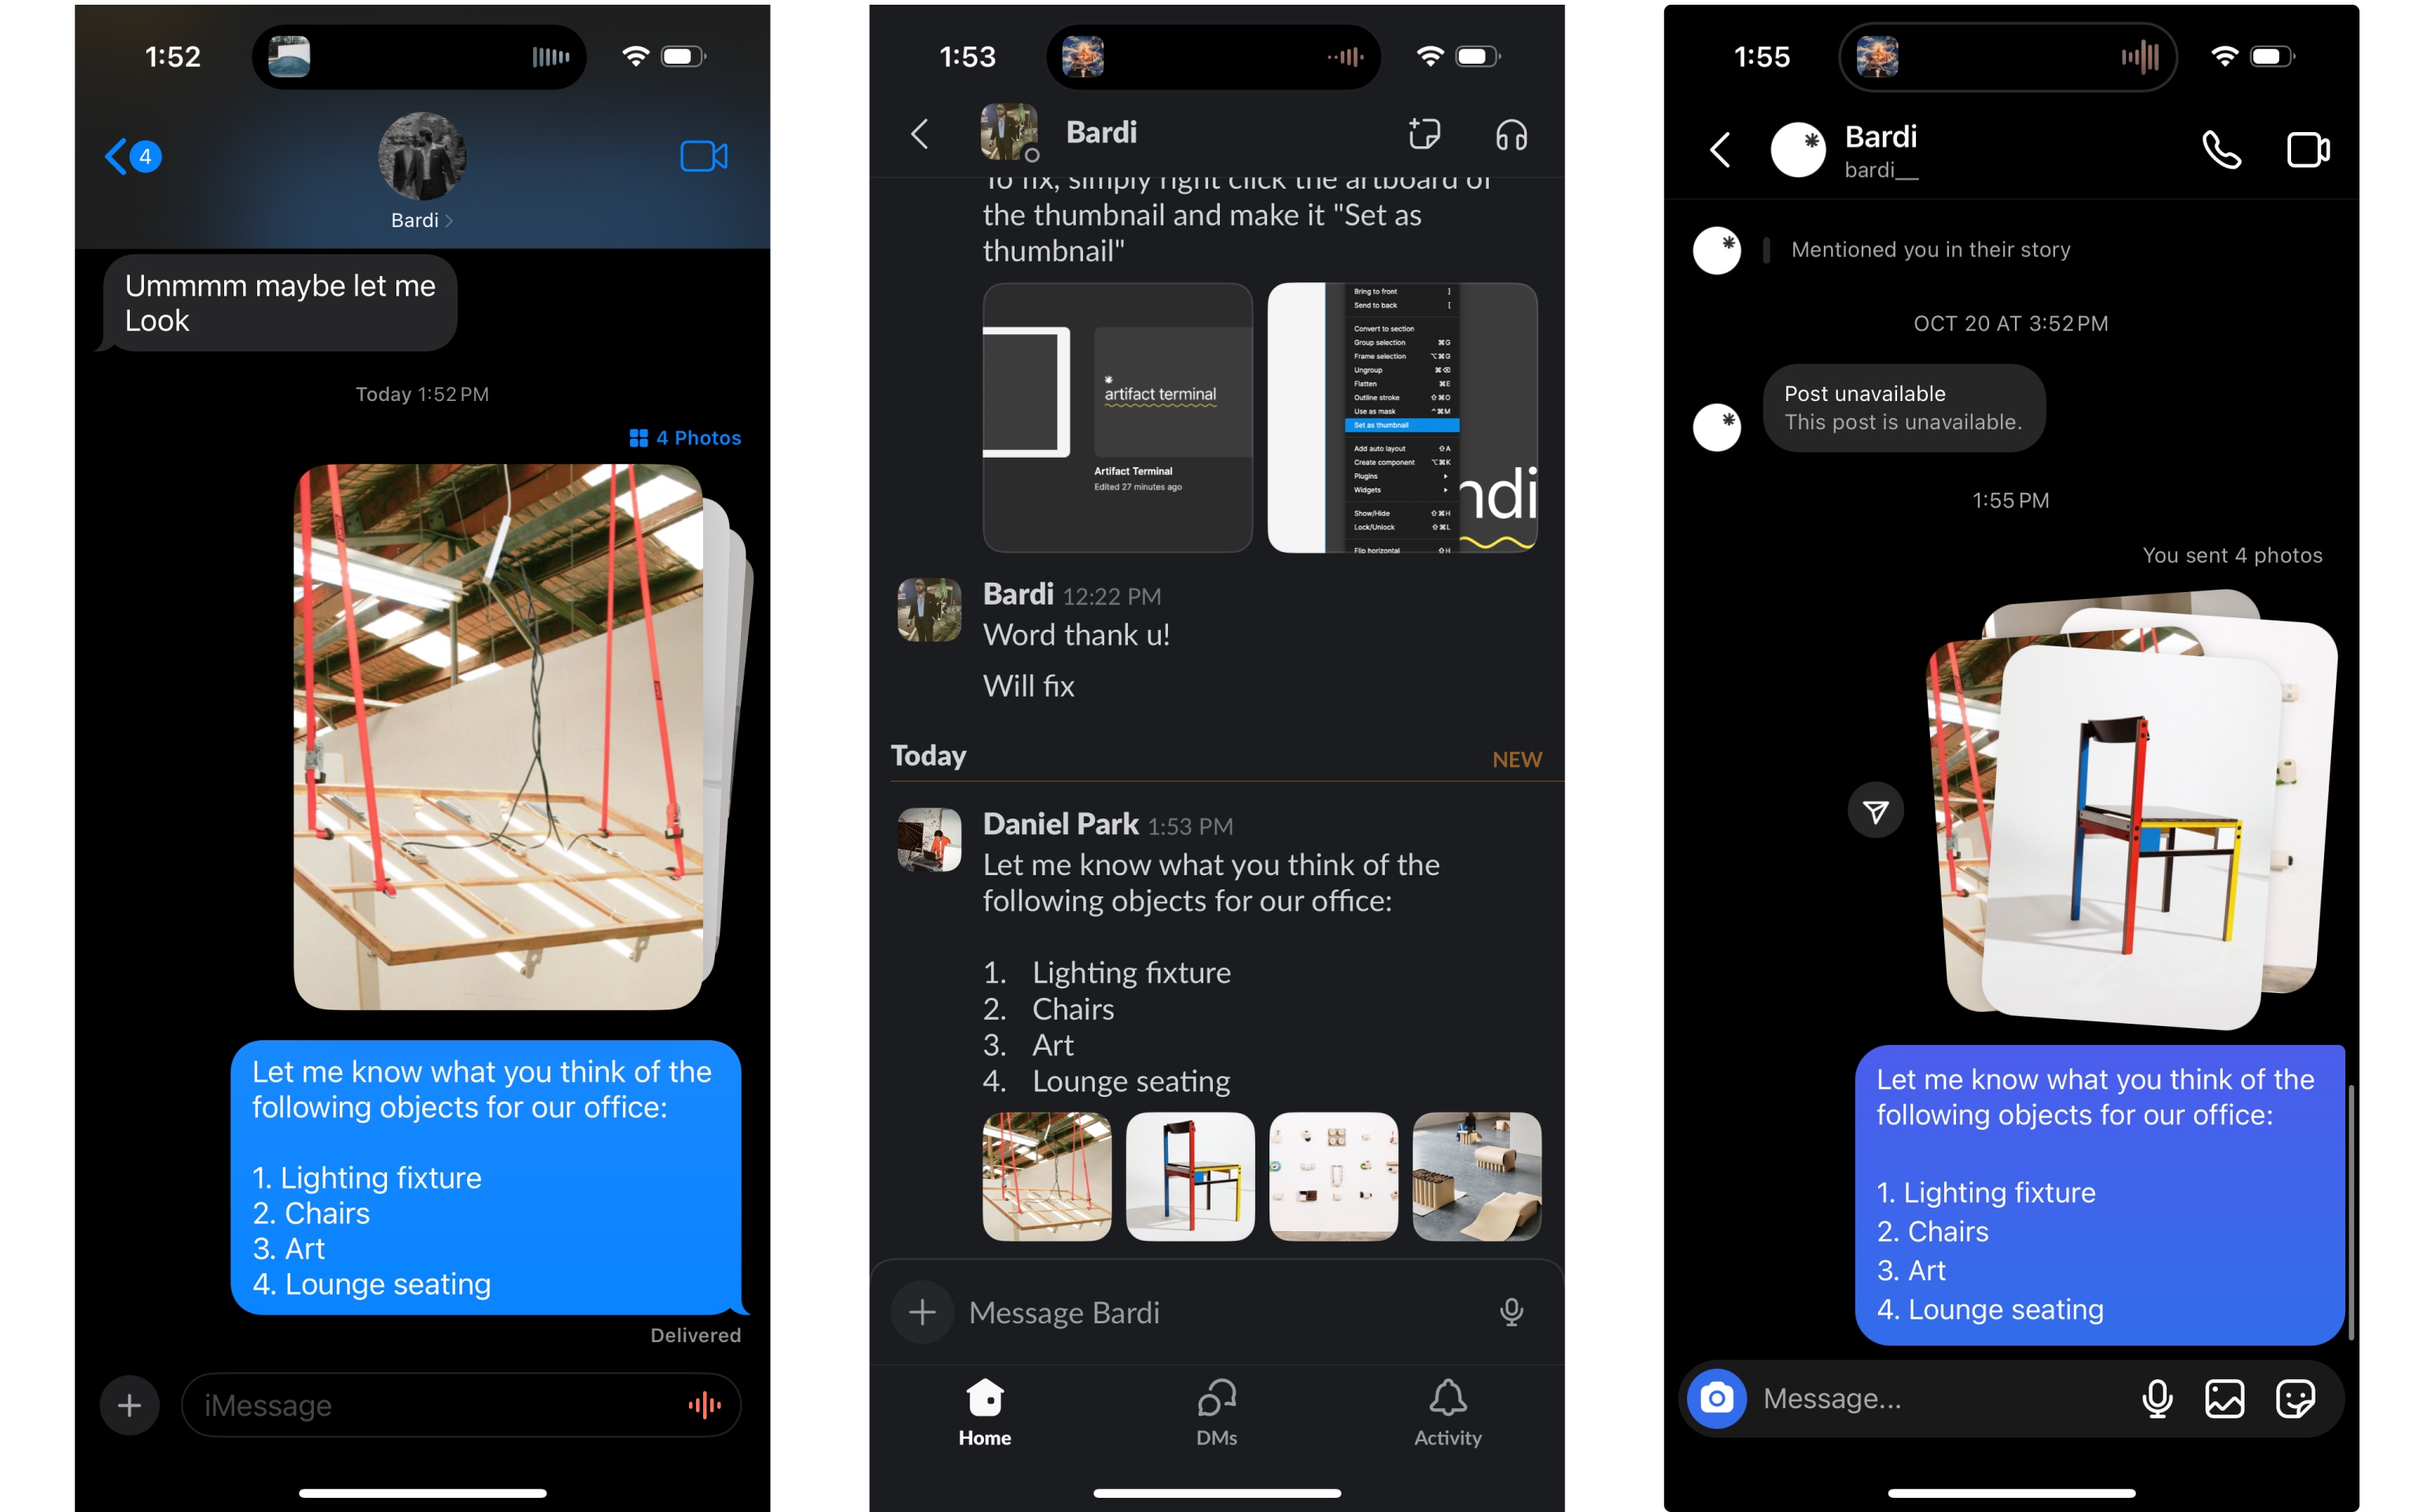 1:52
4
Bardi
Ummmm maybe let me
Look
Today 1:52 PM
4 Photos
Let me know what you think of the
following objects for our office:
1. Lighting fixture
2. Chairs
3. Art
4. Lounge seating
Delivered
iMessage
1:53
Bardi
To fix, simply right click the artboard of
the thumbnail and make it "Set as
thumbnail"
artifact terminal
Artifact Terminal
Edited 27 minutes ago
Bring to front ]
Send to back [
Convert to section
Group selection ⌘G
Frame selection ⌥⌘G
Ungroup ⌘⌫
Flatten ⌘E
Outline stroke ⇧⌘O
Use as mask ^⌘M
Set as thumbnail
Add auto layout ⇧A
Create component ⌥⌘K
Plugins
Widgets
Show/Hide ⇧⌘H
Lock/Unlock ⇧⌘L
Flip horizontal ⇧H
ndi
Bardi 12:22 PM
Word thank u!
Will fix
Today NEW
Daniel Park 1:53 PM
Let me know what you think of the
following objects for our office:
1. Lighting fixture
2. Chairs
3. Art
4. Lounge seating
Message Bardi
Home DMs Activity
1:55
Bardi
bardi__
Mentioned you in their story
OCT 20 AT 3:52 PM
Post unavailable
This post is unavailable.
1:55 PM
You sent 4 photos
Let me know what you think of the
following objects for our office:
1. Lighting fixture
2. Chairs
3. Art
4. Lounge seating
Message...